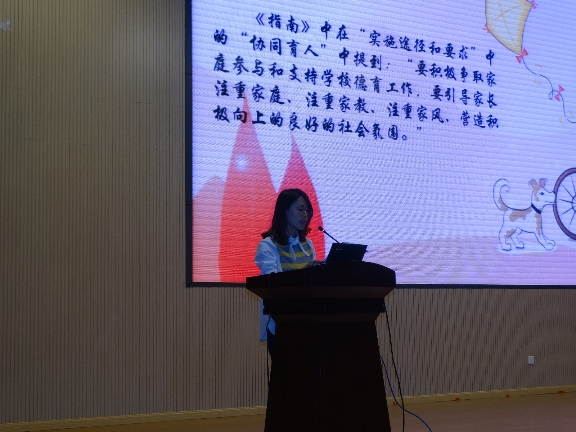 《指南》中在“实施途径和要求”中
的“协同育人”中提到：“要积极争取家
庭参与和支持学校德育工作，要引导家长
注重家庭、注重家教、注重家风、营造积
极向上的良好的社会氛围。”